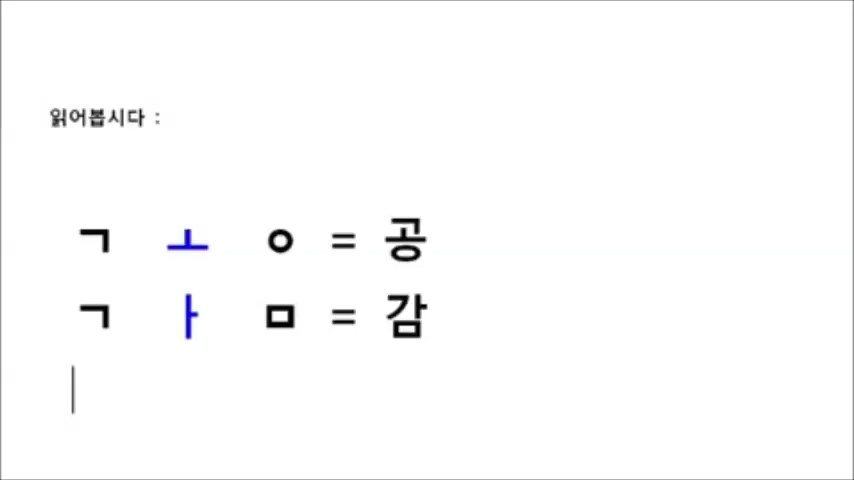 읽어봅시다 :
ㄱ ㅗ ㅇ = 공
ㄱ ㅏ ㅁ = 감